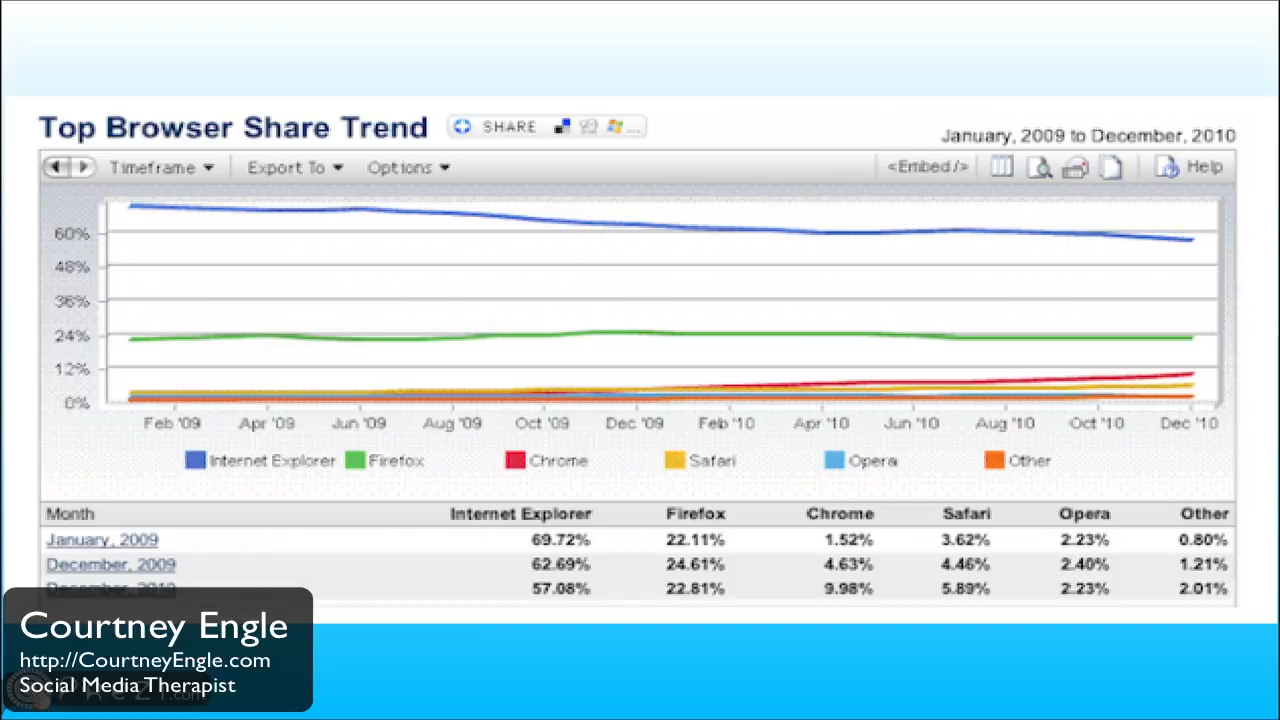 Top Browser Share Trend
SHARE
...
January, 2009 to December, 2010
Timeframe Export To Options <Embed/> Help
60%
48%
36%
24%
12%
0%
Feb '09 Apr '09 Jun '09 Aug '09 Oct '09 Dec '09 Feb '10 Apr '10 Jun '10 Aug '10 Oct '10 Dec '10
Internet Explorer Firefox Chrome Safari Opera Other
Month Internet Explorer Firefox Chrome Safari Opera Other
January, 2009 69.72% 22.11% 1.52% 3.62% 2.23% 0.80%
December, 2009 62.69% 24.61% 4.63% 4.46% 2.40% 1.21%
December, 2010 57.08% 22.81% 9.98% 5.89% 2.23% 2.01%
Courtney Engle
http://CourtneyEngle.com
Social Media Therapist